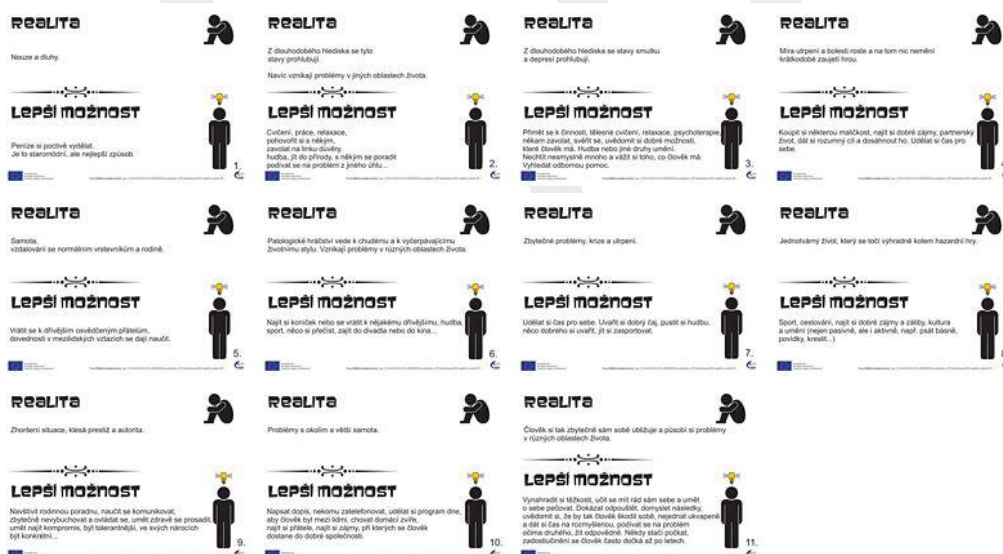 Realita
Nouze a dluhy.
Lepší možnost
Peníze si poctivě vydělat.
Je to staromódní, ale nejlepší způsob.
1.
Realita
Z dlouhodobého hlediska se tyto
stavy prohlubují.
Navíc vznikají problémy v jiných oblastech života.
Lepší možnost
Cvičení, práce, relaxace,
pohovořit si s někým,
zavolat na linku důvěry,
hudba, jít do přírody, s někým se poradit
podívat se na problém z jiného úhlu...
2.
Realita
Z dlouhodobého hlediska se stavy smutku
a depresí prohlubují.
Lepší možnost
Přimět se k činnosti, tělesné cvičení, relaxace, psychoterapie,
někam zavolat, svěřit se, uvědomit si dobré možnosti,
které člověk má. Hudba nebo jiné druhy umění.
Nechtít nesmyslně mnoho a vážit si toho, co člověk má.
Vyhledat odbornou pomoc.
3.
Realita
Míra utrpení a bolesti roste a na tom nic nemění
krátkodobé zaujetí hrou.
Lepší možnost
Koupit si některou maličkost, najít si dobré zájmy, partnerský
život, dát si rozumný cíl a dosáhnout ho. Udělat si čas pro
sebe.
Realita
Samota,
vzdalování se normálním vrstevníkům a rodině.
Lepší možnost
Vrátit se k dřívějším osvědčeným přátelům,
dovednosti v mezilidských vztazích se dají naučit.
5.
Realita
Patologické hráčství vede k chudému a k vyčerpávajícímu
životnímu stylu. Vznikají problémy v různých oblastech života.
Lepší možnost
Najít si koníček nebo se vrátit k nějakému dřívějšímu, hudba,
sport, něco si přečíst, zajít do divadla nebo do kina...
6.
Realita
Zbytečné problémy, krize a utrpení.
Lepší možnost
Udělat si čas pro sebe. Uvařit si dobrý čaj, pustit si hudbu,
něco dobrého si uvařit, jít si zasportovat.
7.
Realita
Jednotvárný život, který se točí výhradně kolem hazardní hry.
Lepší možnost
Sport, cestování, najít si dobré zájmy a záliby, kultura
a umění (nejen pasivně, ale i aktivně, např. psát básně,
povídky, kreslit...)
Realita
Zhoršení situace, klesá prestiž a autorita.
Lepší možnost
Navštívit rodinnou poradnu, naučit se komunikovat,
zbytečně nevybuchovat a ovládat se, umět zdravě se prosadit,
umět najít kompromis, být tolerantnější, ve svých nárocích
být konkrétní...
9.
Realita
Problémy s okolím a větší samota.
Lepší možnost
Napsat dopis, nekomu zatelefonovat, udělat si program dne,
aby člověk byl mezi lidmi, chovat domácí zvíře,
najít si přátele, najít si zájmy, při kterých se člověk
dostane do dobré společnosti.
10.
Realita
Člověk si tak zbytečně sám sobě ubližuje a působí si problémy
v různých oblastech života.
Lepší možnost
Vynahradit si těžkosti, učit se mít rád sám sebe a umět
o sebe pečovat. Dokázat odpouštět, domyslet následky,
uvědomit si, že by tak člověk škodil sobě, nejednat ukvapeně
a dát si čas na rozmyšlenou, podívat se na problém
očima druhého, žít odpovědně. Někdy stačí počkat,
zadostiučinění se člověk často dočká až po letech.
11.